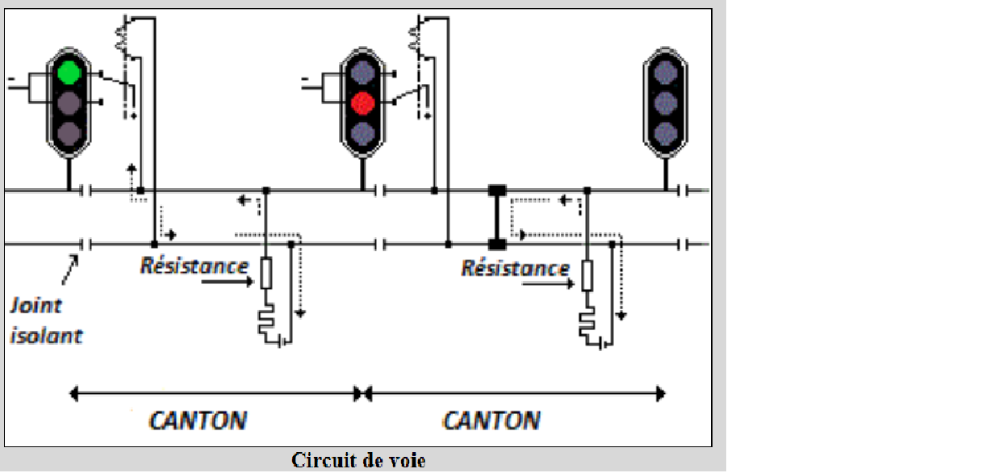 Résistance
Résistance
Joint
isolant
CANTON
CANTON
Circuit de voie